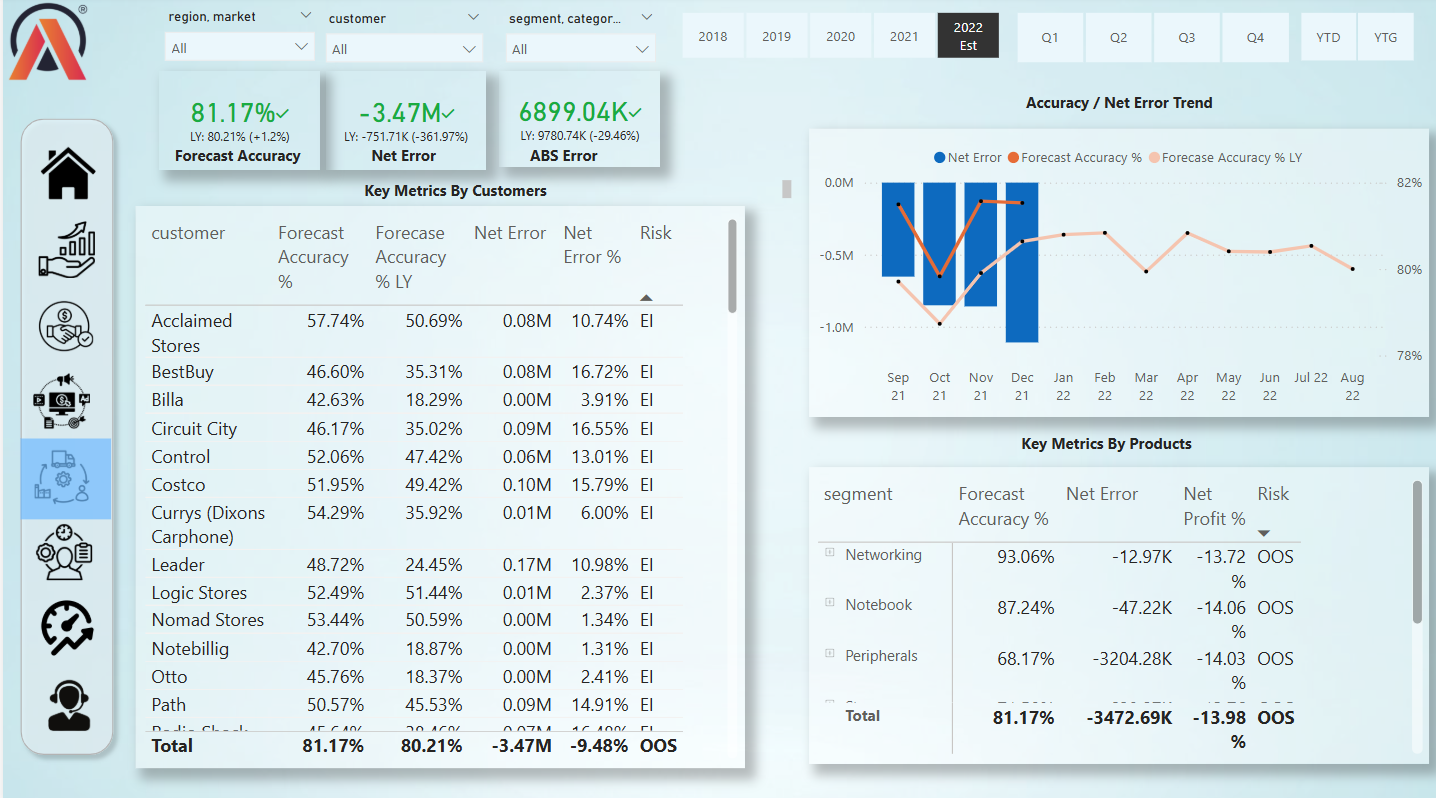 ®
region, market
All
customer
All
segment, categor...
All
2018
2019
2020
2021
2022
Est
Q1
Q2
Q3
Q4
YTD
YTG
81.17%✓
LY: 80.21% (+1.2%)
Forecast Accuracy
-3.47M✓
LY: -751.71K (-361.97%)
Net Error
6899.04K✓
LY: 9780.74K (-29.46%)
ABS Error
Key Metrics By Customers
customer Forecast Accuracy % Forecase Accuracy % LY Net Error Net Error % Risk
Acclaimed Stores 57.74% 50.69% 0.08M 10.74% EI
BestBuy 46.60% 35.31% 0.08M 16.72% EI
Billa 42.63% 18.29% 0.00M 3.91% EI
Circuit City 46.17% 35.02% 0.09M 16.55% EI
Control 52.06% 47.42% 0.06M 13.01% EI
Costco 51.95% 49.42% 0.10M 15.79% EI
Currys (Dixons Carphone) 54.29% 35.92% 0.01M 6.00% EI
Leader 48.72% 24.45% 0.17M 10.98% EI
Logic Stores 52.49% 51.44% 0.01M 2.37% EI
Nomad Stores 53.44% 50.59% 0.00M 1.34% EI
Notebillig 42.70% 18.87% 0.00M 1.31% EI
Otto 45.76% 18.37% 0.00M 2.41% EI
Path 50.57% 45.53% 0.09M 14.91% EI
Total 81.17% 80.21% -3.47M -9.48% OOS
Accuracy / Net Error Trend
Net Error Forecast Accuracy % Forecase Accuracy % LY
0.0M
-0.5M
-1.0M
82%
80%
78%
Sep 21
Oct 21
Nov 21
Dec 21
Jan 22
Feb 22
Mar 22
Apr 22
May 22
Jun 22
Jul 22
Aug 22
Key Metrics By Products
segment Forecast Accuracy % Net Error Net Profit % Risk
Networking 93.06% -12.97K -13.72 % OOS
Notebook 87.24% -47.22K -14.06 % OOS
Peripherals 68.17% -3204.28K -14.03 % OOS
Total 81.17% -3472.69K -13.98 % OOS